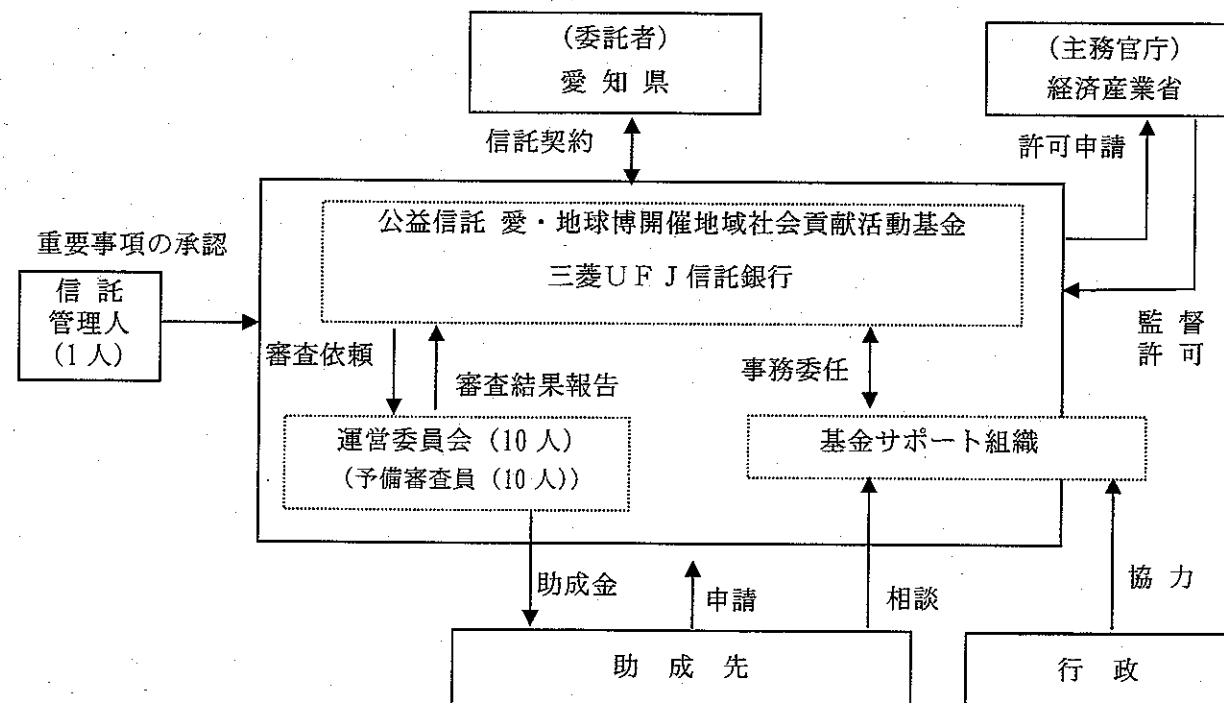 (委託者)
愛知県
(主務官庁)
経済産業省
信託契約
許可申請
公益信託 愛・地球博開催地域社会貢献活動基金
三菱UFJ信託銀行
重要事項の承認
信託
管理人
(1人)
監督
許可
審査依頼
審査結果報告
事務委任
運営委員会(10人)
(予備審査員(10人))
基金サポート組織
助成金
申請
相談
協力
助成先
行政